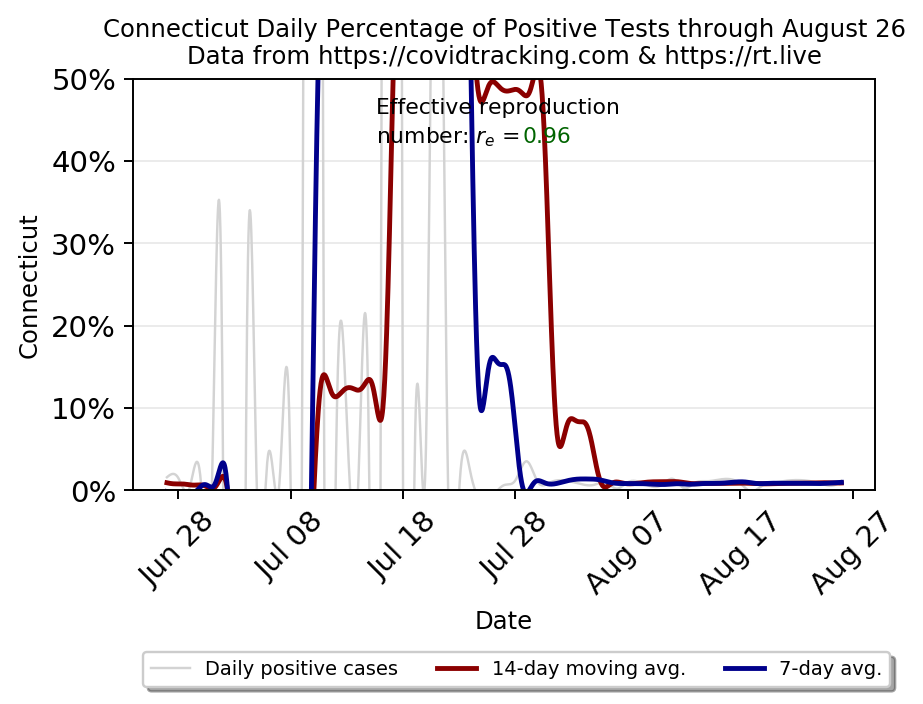 Connecticut Daily Percentage of Positive Tests through August 26
Data from https://covidtracking.com & https://rt.live
50%
Effective reproduction
number: rₑ =0.96
40%
30%
20%
10%
0%
Connecticut
Jun 28
Jul 08
Jul 18
Jul 28
Aug 07
Aug 17
Aug 27
Date
Daily positive cases
14-day moving avg.
7-day avg.